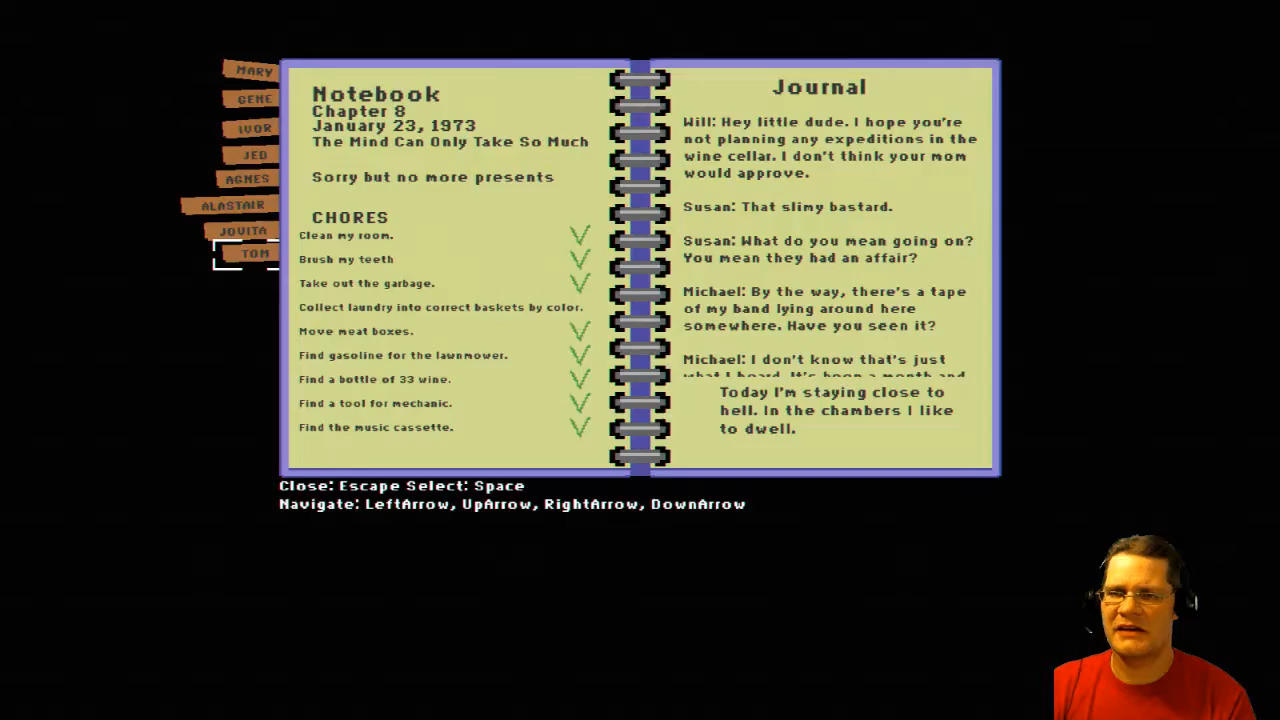 MARY
GENE
IVOR
JED
AGNES
ALASTAIR
JOVITA
TOM
Notebook
Chapter 8
January 23, 1973
The Mind Can Only Take So Much
Sorry but no more presents
CHORES
Clean my room.
Brush my teeth
Take out the garbage.
Collect laundry into correct baskets by color.
Move meat boxes.
Find gasoline for the lawnmower.
Find a bottle of 33 wine.
Find a tool for mechanic.
Find the music cassette.
Journal
Will: Hey little dude. I hope you're
not planning any expeditions in the
wine cellar. I don't think your mom
would approve.
Susan: That slimy bastard.
Susan: What do you mean going on?
You mean they had an affair?
Michael: By the way, there's a tape
of my band lying around here
somewhere. Have you seen it?
Michael: I don't know that's just
what I heard. It's been a month and
Today I'm staying close to
hell. In the chambers I like
to dwell.
Close: Escape Select: Space
Navigate: LeftArrow, UpArrow, RightArrow, DownArrow